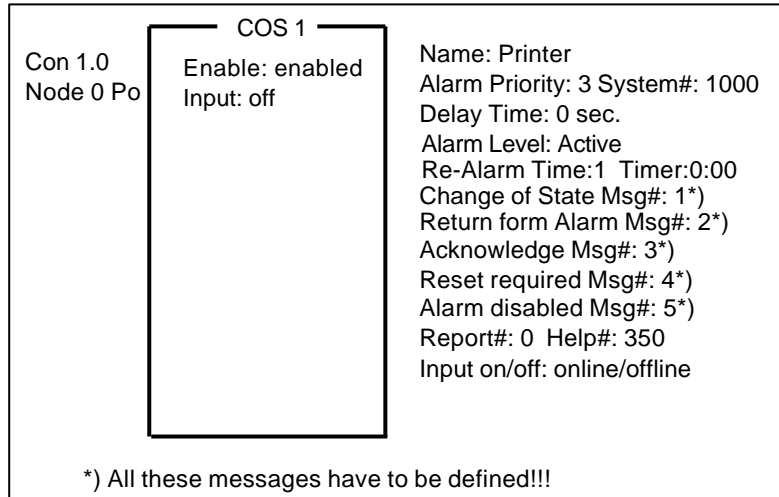 COS 1
Con 1.0
Node 0 Po
Enable: enabled
Input: off
Name: Printer
Alarm Priority: 3 System#: 1000
Delay Time: 0 sec.
Alarm Level: Active
Re-Alarm Time:1 Timer:0:00
Change of State Msg#: 1*)
Return form Alarm Msg#: 2*)
Acknowledge Msg#: 3*)
Reset required Msg#: 4*)
Alarm disabled Msg#: 5*)
Report#: 0 Help#: 350
Input on/off: online/offline
*) All these messages have to be defined!!!